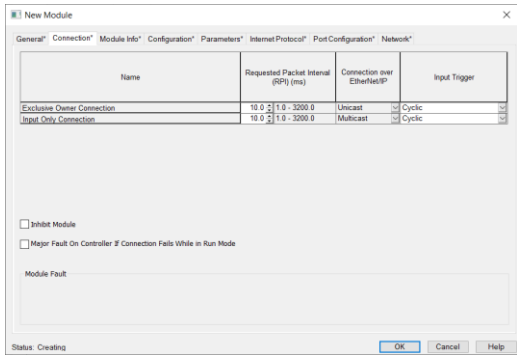 New Module
General* Connection* Module Info* Configuration* Parameters* Internet Protocol* Port Configuration* Network*
Name Requested Packet Interval (RPI) (ms) Connection over EtherNet/IP Input Trigger
Exclusive Owner Connection 10.0 1.0 - 3200.0 Unicast Cyclic
Input Only Connection 10.0 1.0 - 3200.0 Multicast Cyclic
Inhibit Module
Major Fault On Controller If Connection Fails While in Run Mode
Module Fault
Status: Creating OK Cancel Help